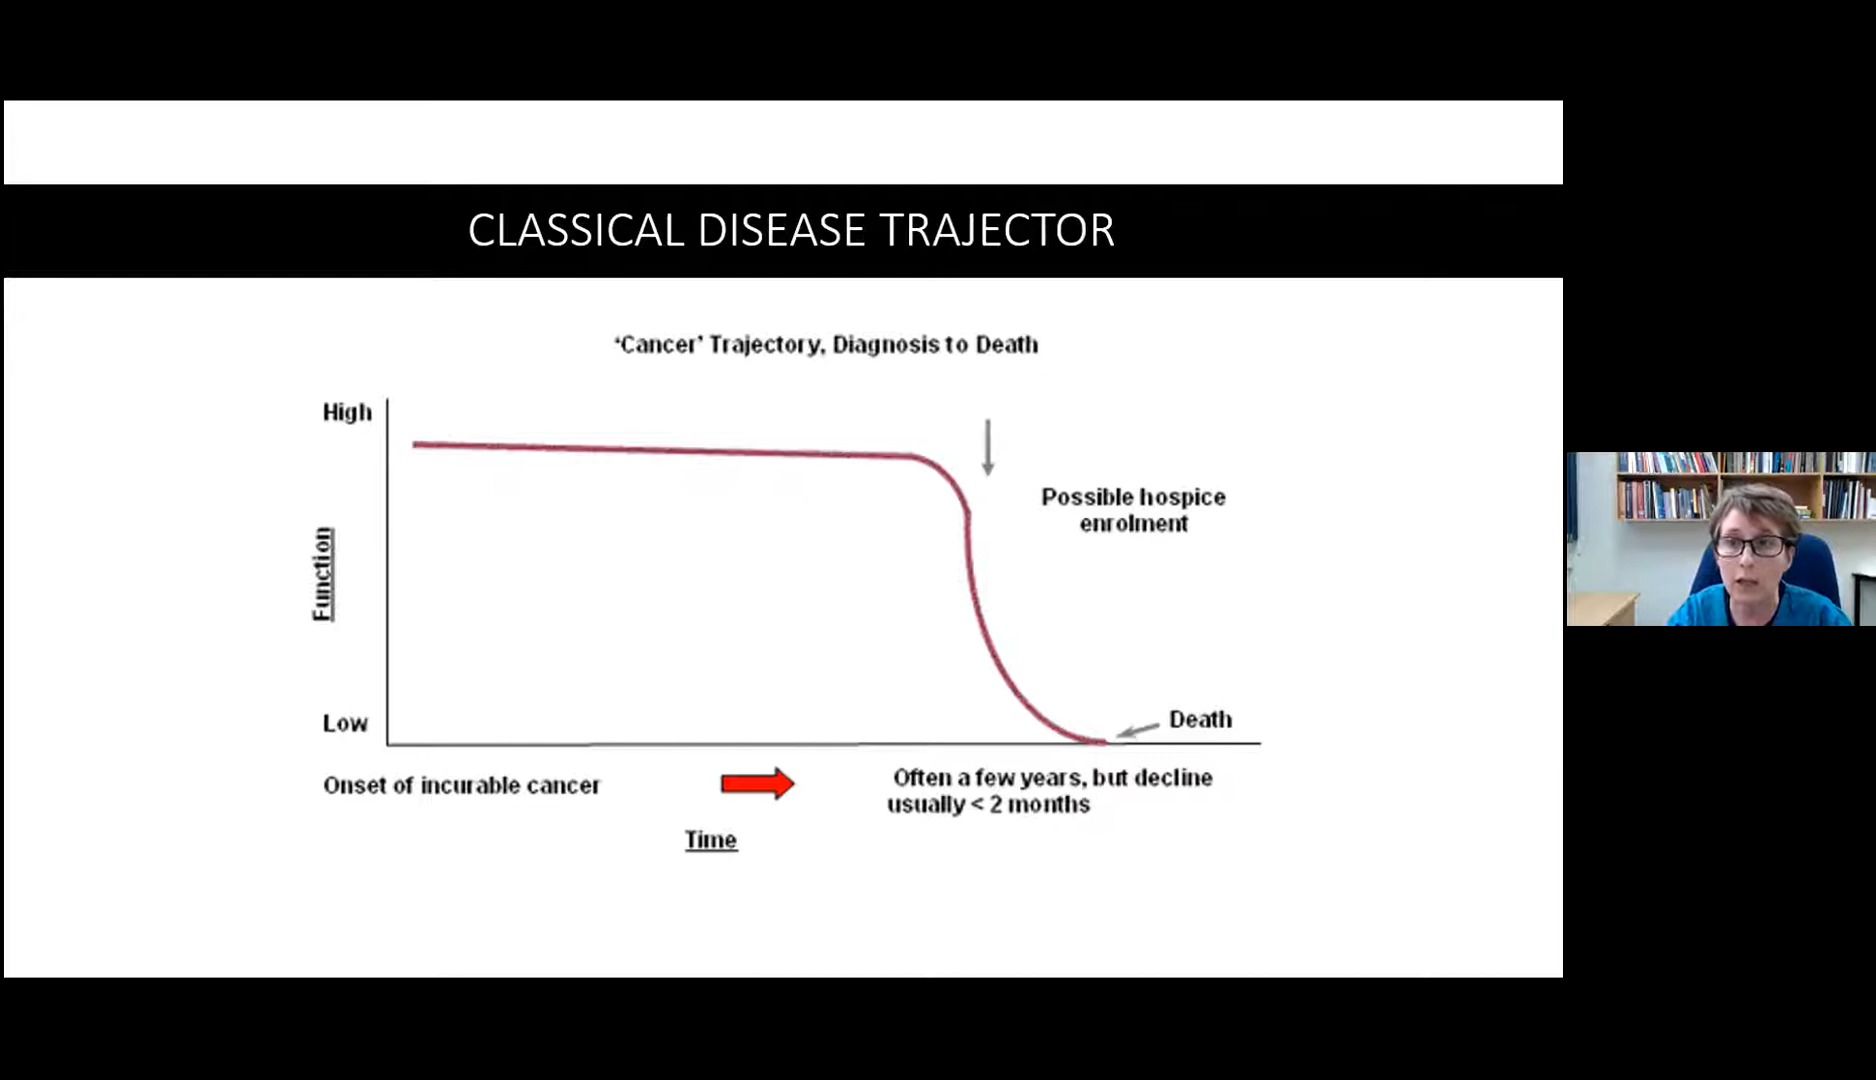 CLASSICAL DISEASE TRAJECTOR
‘Cancer’ Trajectory, Diagnosis to Death
High
Possible hospice
enrolment
Function
Low
Death
Onset of incurable cancer
Often a few years, but decline
usually < 2 months
Time